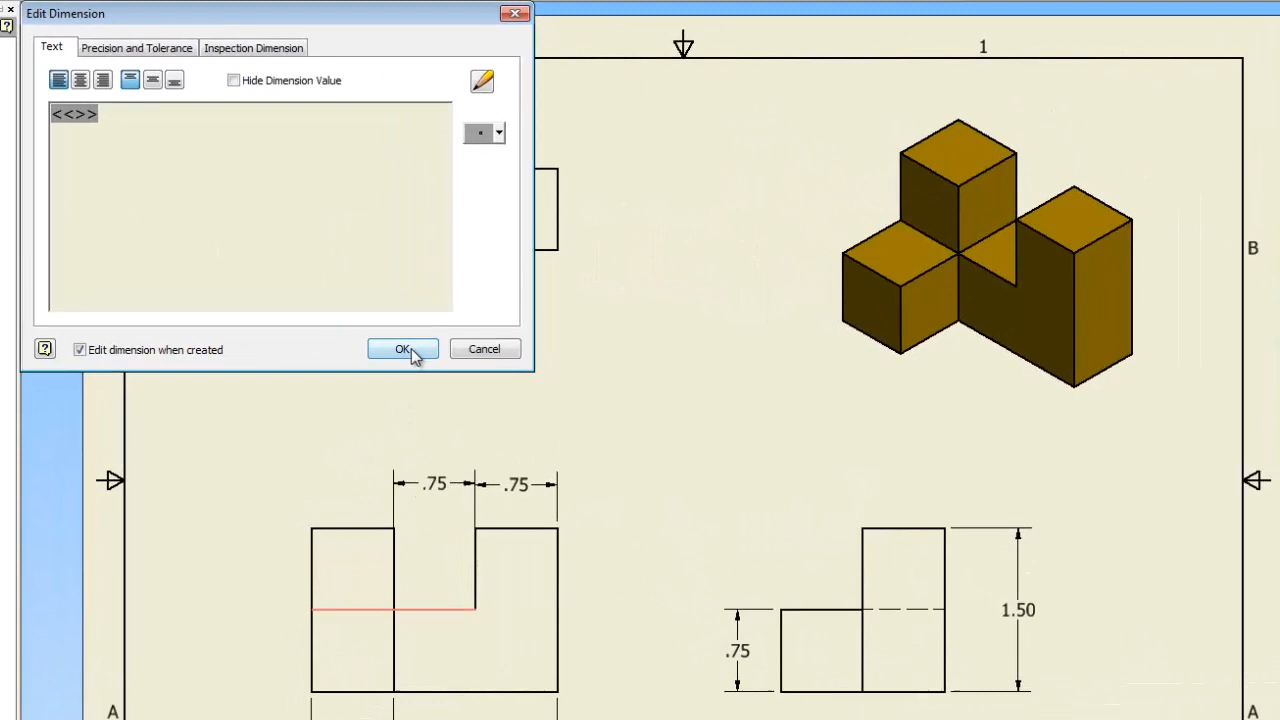 Edit Dimension
Text
Precision and Tolerance
Inspection Dimension
Hide Dimension Value
<<>>
Edit dimension when created
OK
Cancel
1
B
.75
.75
1.50
.75
A
A